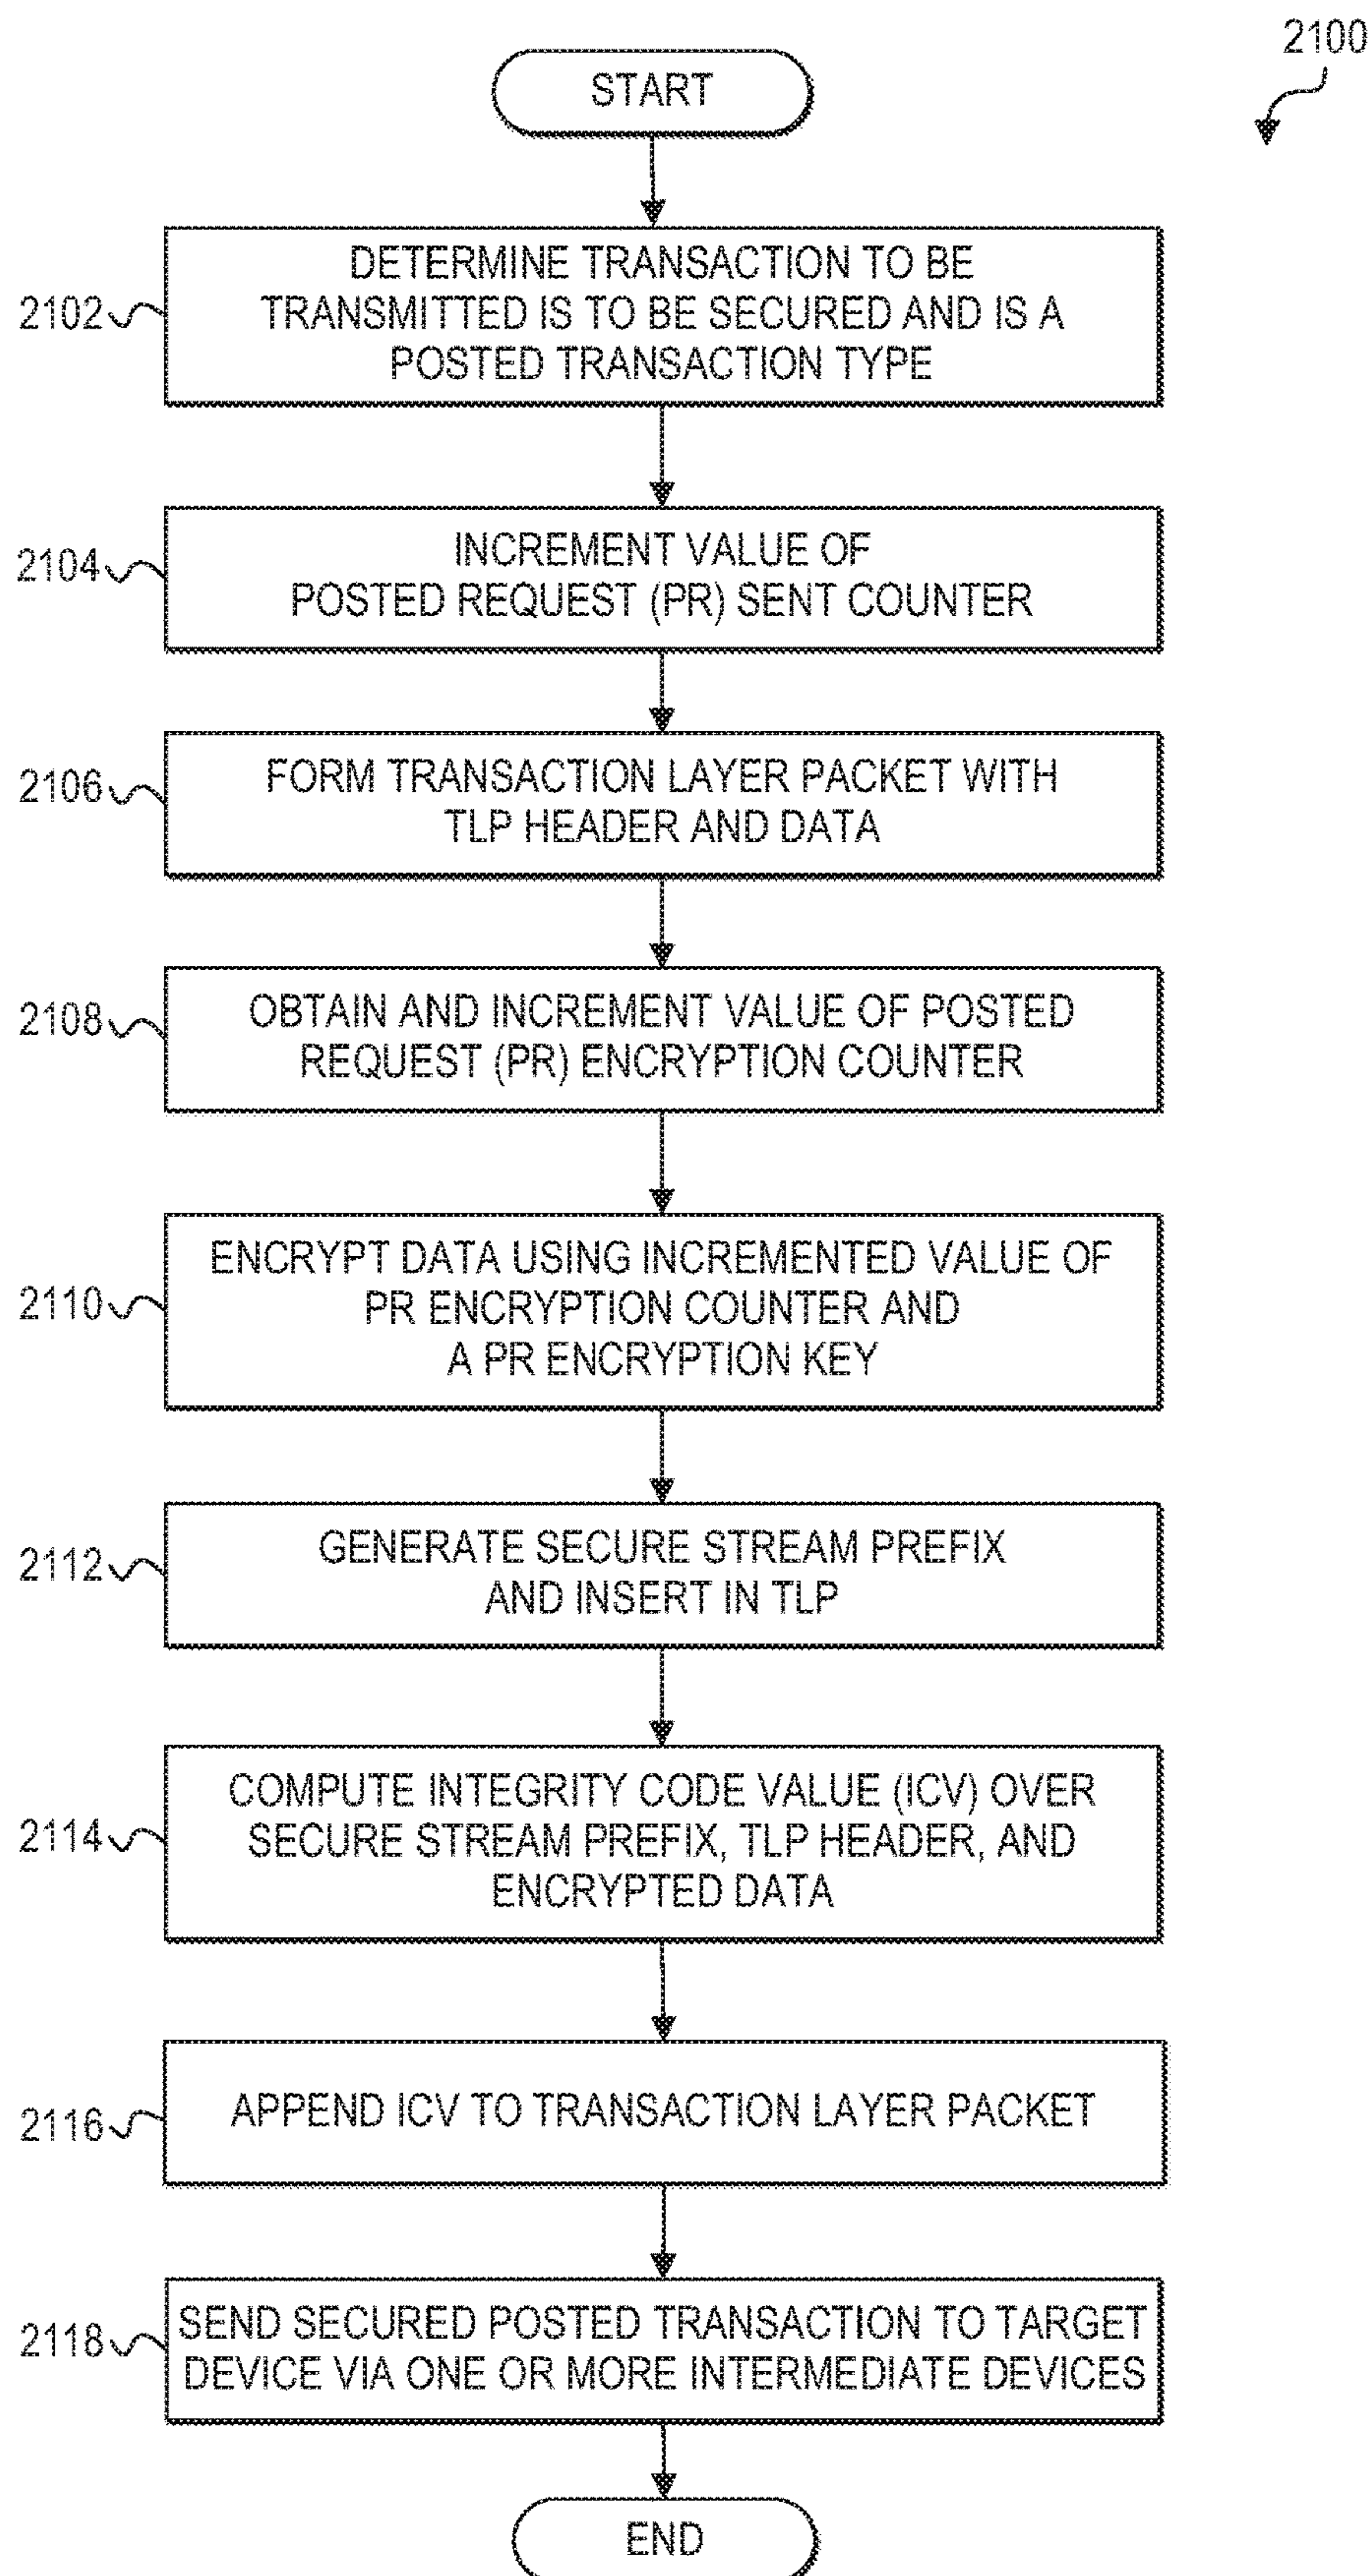 2100
START
2102
DETERMINE TRANSACTION TO BE
TRANSMITTED IS TO BE SECURED AND IS A
POSTED TRANSACTION TYPE
2104
INCREMENT VALUE OF
POSTED REQUEST (PR) SENT COUNTER
2106
FORM TRANSACTION LAYER PACKET WITH
TLP HEADER AND DATA
2108
OBTAIN AND INCREMENT VALUE OF POSTED
REQUEST (PR) ENCRYPTION COUNTER
2110
ENCRYPT DATA USING INCREMENTED VALUE OF
PR ENCRYPTION COUNTER AND
A PR ENCRYPTION KEY
2112
GENERATE SECURE STREAM PREFIX
AND INSERT IN TLP
2114
COMPUTE INTEGRITY CODE VALUE (ICV) OVER
SECURE STREAM PREFIX, TLP HEADER, AND
ENCRYPTED DATA
2116
APPEND ICV TO TRANSACTION LAYER PACKET
2118
SEND SECURED POSTED TRANSACTION TO TARGET
DEVICE VIA ONE OR MORE INTERMEDIATE DEVICES
END